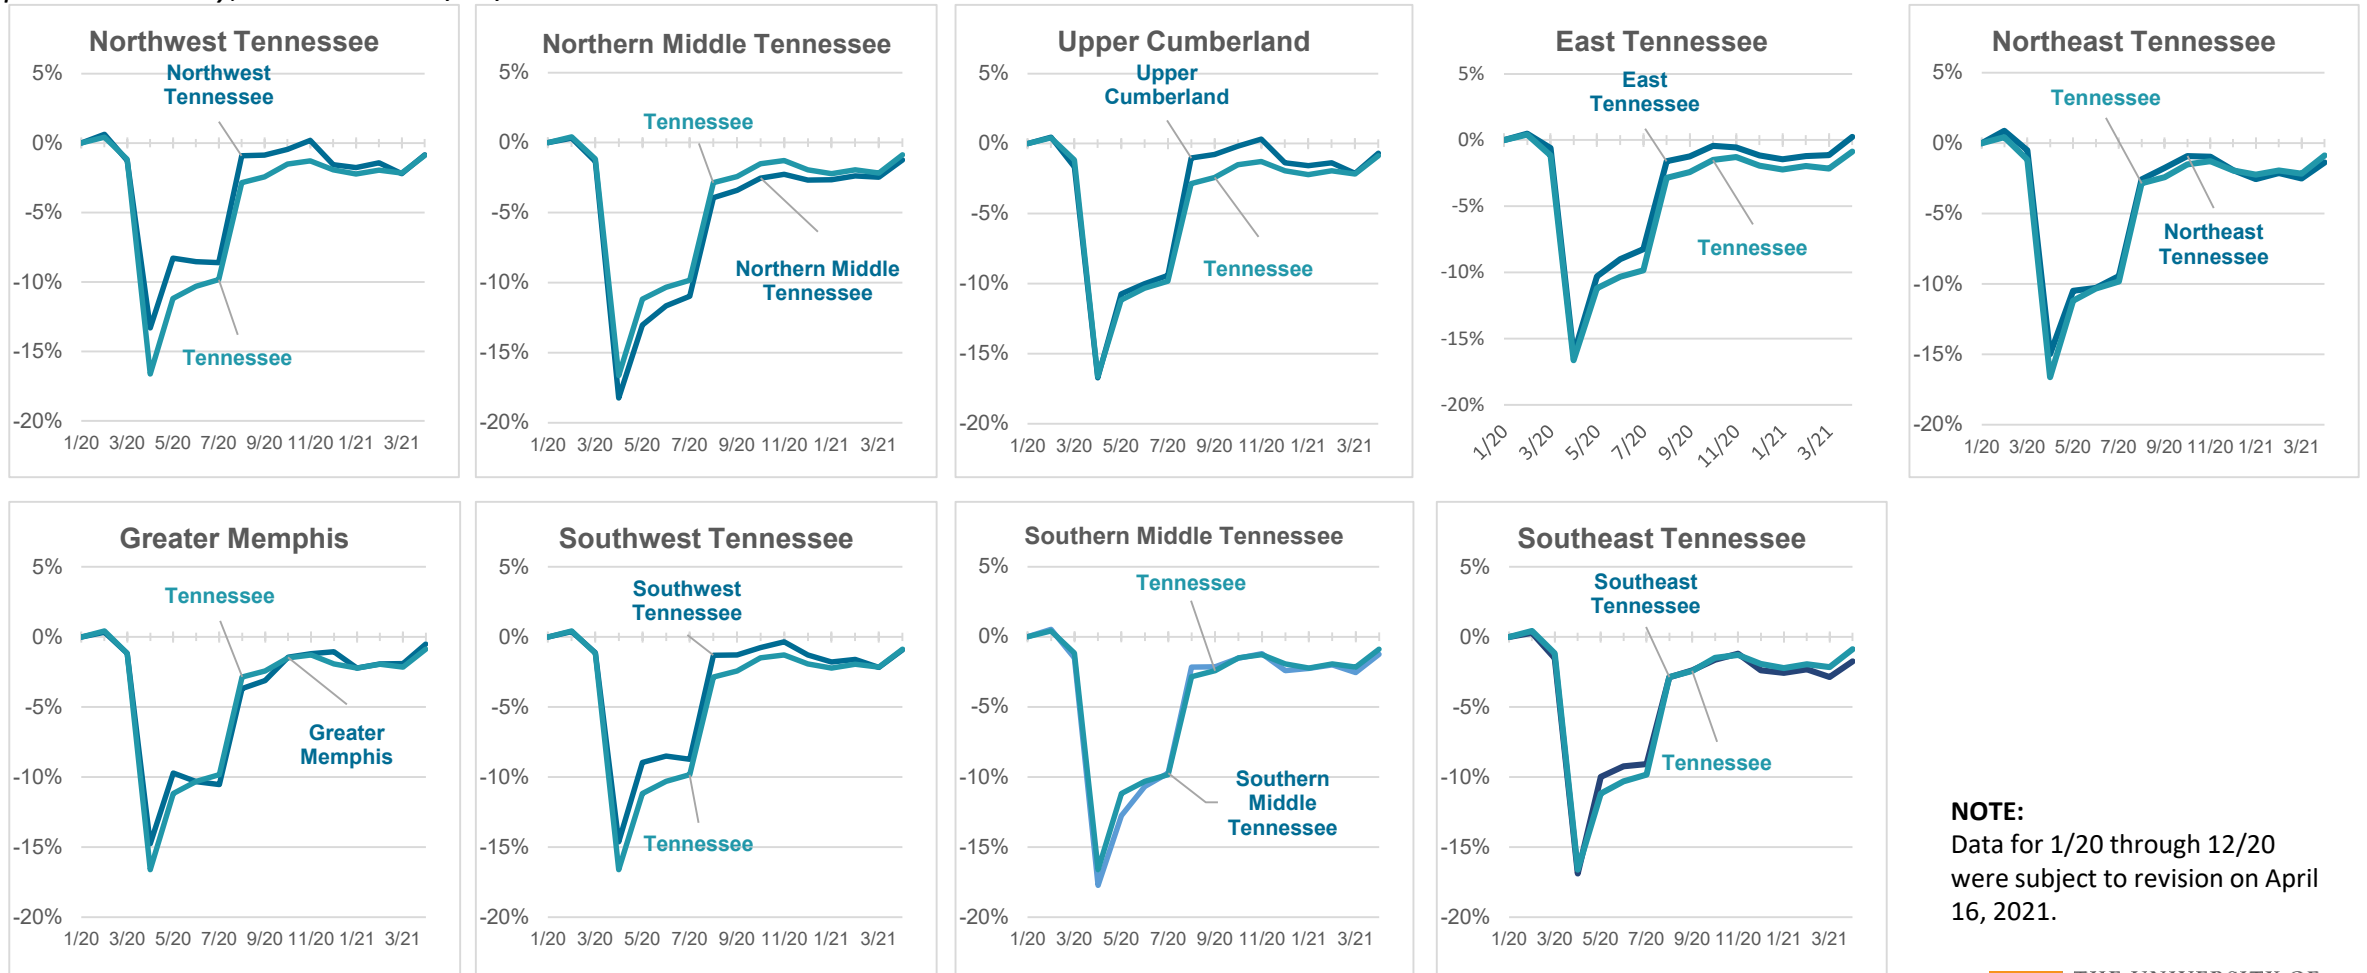 Northwest Tennessee
5%
0%
-5%
-10%
-15%
-20%
Northwest
Tennessee
Tennessee
1/20 3/20 5/20 7/20 9/20 11/20 1/21 3/21
Northern Middle Tennessee
5%
0%
-5%
-10%
-15%
-20%
Tennessee
Northern Middle
Tennessee
1/20 3/20 5/20 7/20 9/20 11/20 1/21 3/21
Upper Cumberland
5%
0%
-5%
-10%
-15%
-20%
Upper
Cumberland
Tennessee
1/20 3/20 5/20 7/20 9/20 11/20 1/21 3/21
East Tennessee
5%
0%
-5%
-10%
-15%
-20%
East
Tennessee
Tennessee
1/20 3/20 5/20 7/20 9/20 11/20 1/21 3/21
Northeast Tennessee
5%
0%
-5%
-10%
-15%
-20%
Tennessee
Northeast
Tennessee
1/20 3/20 5/20 7/20 9/20 11/20 1/21 3/21
Greater Memphis
5%
0%
-5%
-10%
-15%
-20%
Tennessee
Greater
Memphis
1/20 3/20 5/20 7/20 9/20 11/20 1/21 3/21
Southwest Tennessee
5%
0%
-5%
-10%
-15%
-20%
Southwest
Tennessee
Tennessee
1/20 3/20 5/20 7/20 9/20 11/20 1/21 3/21
Southern Middle Tennessee
5%
0%
-5%
-10%
-15%
-20%
Tennessee
Southern
Middle
Tennessee
1/20 3/20 5/20 7/20 9/20 11/20 1/21 3/21
Southeast Tennessee
5%
0%
-5%
-10%
-15%
-20%
Southeast
Tennessee
Tennessee
1/20 3/20 5/20 7/20 9/20 11/20 1/21 3/21
NOTE:
Data for 1/20 through 12/20
were subject to revision on April
16, 2021.
THE UNIVERSITY OF